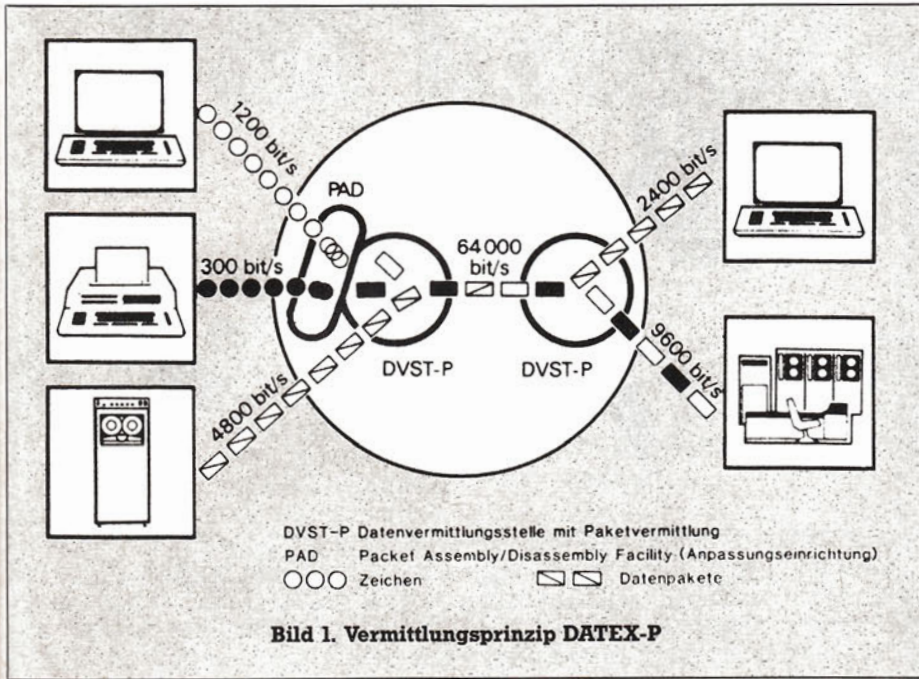 1200 bit/s
PAD
300 bit/s
4800 bit/s
DVST-P
64000
bit/s
DVST-P
2400 bit/s
9600 bit/s
DVST-P Datenvermittlungsstelle mit Paketvermittlung
PAD Packet Assembly/Disassembly Facility (Anpassungseinrichtung)
Zeichen
Datenpakete
Bild 1. Vermittlungsprinzip DATEX-P